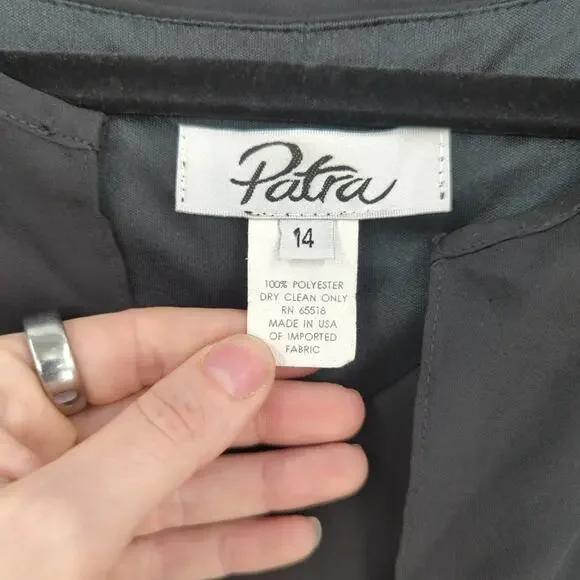 Patra
14
100% POLYESTER
DRY CLEAN ONLY
RN 65518
MADE IN USA
OF IMPORTED
FABRIC